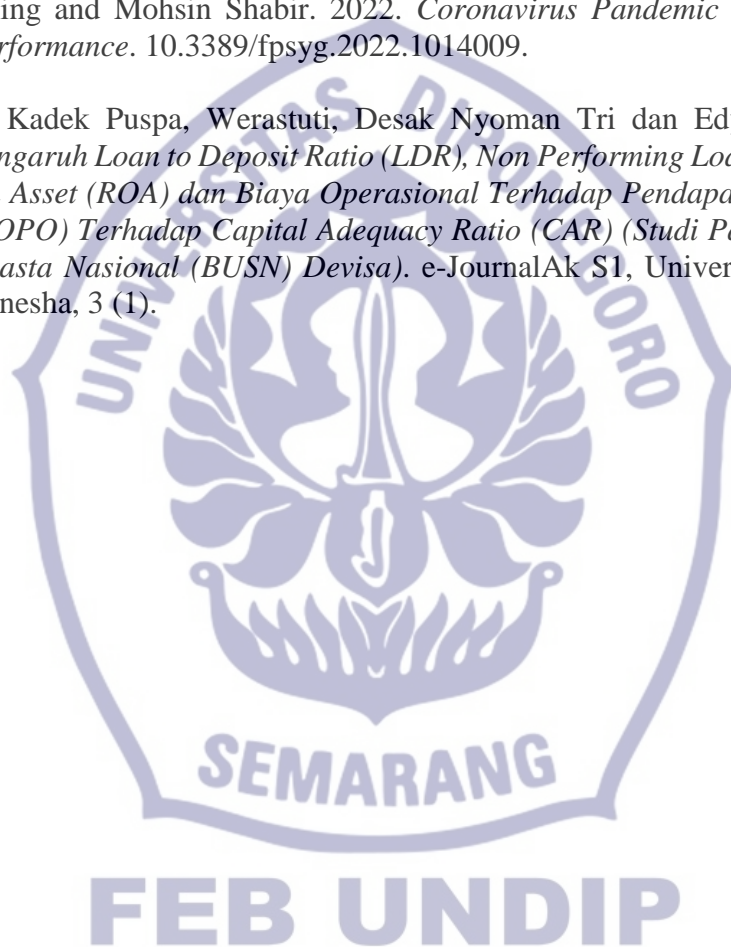 ing and Mohsin Shabir. 2022. Coronavirus Pandemic
rformance. 10.3389/fpsyg.2022.1014009.
Kadek Puspa, Werastuti, Desak Nyoman Tri dan Ed
ngaruh Loan to Deposit Ratio (LDR), Non Performing Loa
Asset (ROA) dan Biaya Operasional Terhadap Pendapa
OPO) Terhadap Capital Adequacy Ratio (CAR) (Studi Pa
asta Nasional (BUSN) Devisa). e-JournalAk S1, Univer
nesha, 3 (1).
UNIVERSITAS DIPONEGORO
SEMARANG
FEB UNDIP